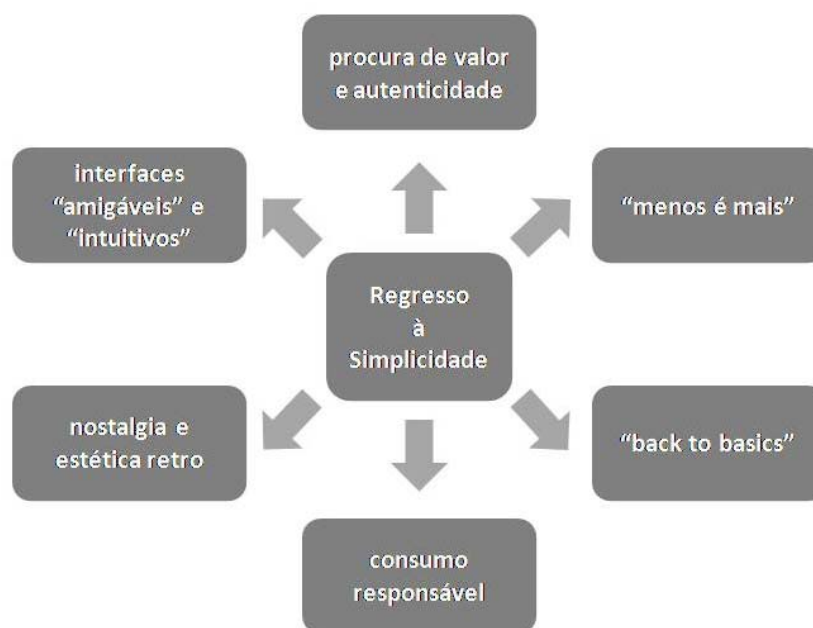 procura de valor
e autenticidade
interfaces
“amigáveis” e
“intuitivos”
“menos é mais”
Regresso
à
Simplicidade
nostalgia e
estética retro
“back to basics”
consumo
responsável